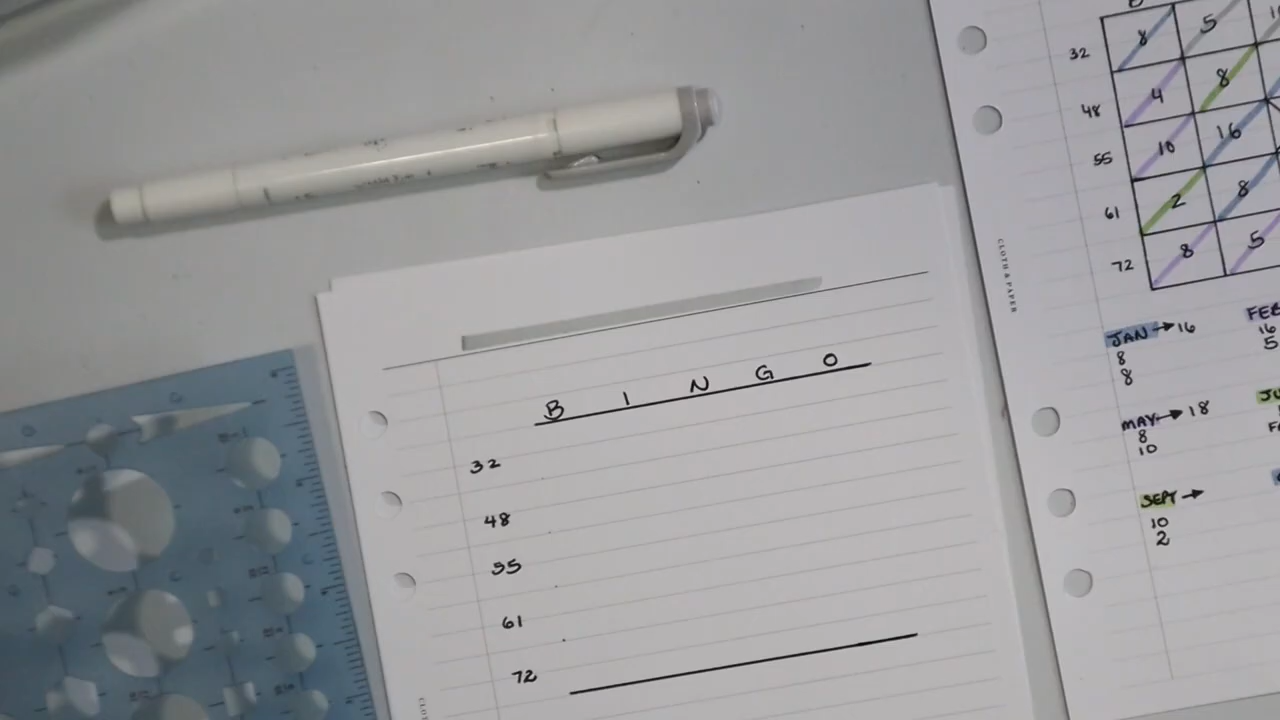 B I N G O
32
48
55
61
72
32 8 5
48 4 8
55 10 16
61 2 8
72 8 5
CLOTH & PAPER
JAN → 16
8
8
16
5
MAY → 18
8
10
SEPT →
10
2